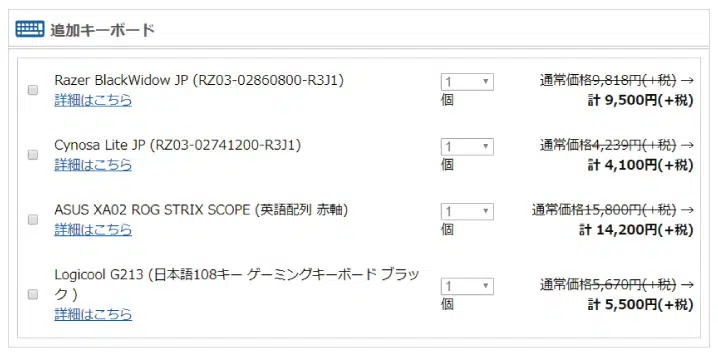 追加キーボード
Razer BlackWidow JP (RZ03-02860800-R3J1)
詳細はこちら
1
個
通常価格9,818円(+税) →
計 9,500円(+税)
Cynosa Lite JP (RZ03-02741200-R3J1)
詳細はこちら
1
個
通常価格4,239円(+税) →
計 4,100円(+税)
ASUS XA02 ROG STRIX SCOPE (英語配列 赤軸)
詳細はこちら
1
個
通常価格15,800円(+税) →
計 14,200円(+税)
Logicool G213 (日本語108キー ゲーミングキーボード ブラッ
ク )
詳細はこちら
1
個
通常価格5,670円(+税) →
計 5,500円(+税)